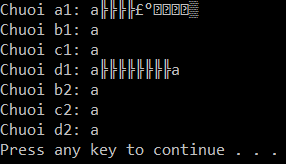 Chuoi a1: a╠╠╠╠£°⍰⍰⍰⍰▒
Chuoi b1: a
Chuoi c1: a
Chuoi d1: a╠╠╠╠╠╠╠a
Chuoi b2: a
Chuoi c2: a
Chuoi d2: a
Press any key to continue . . .